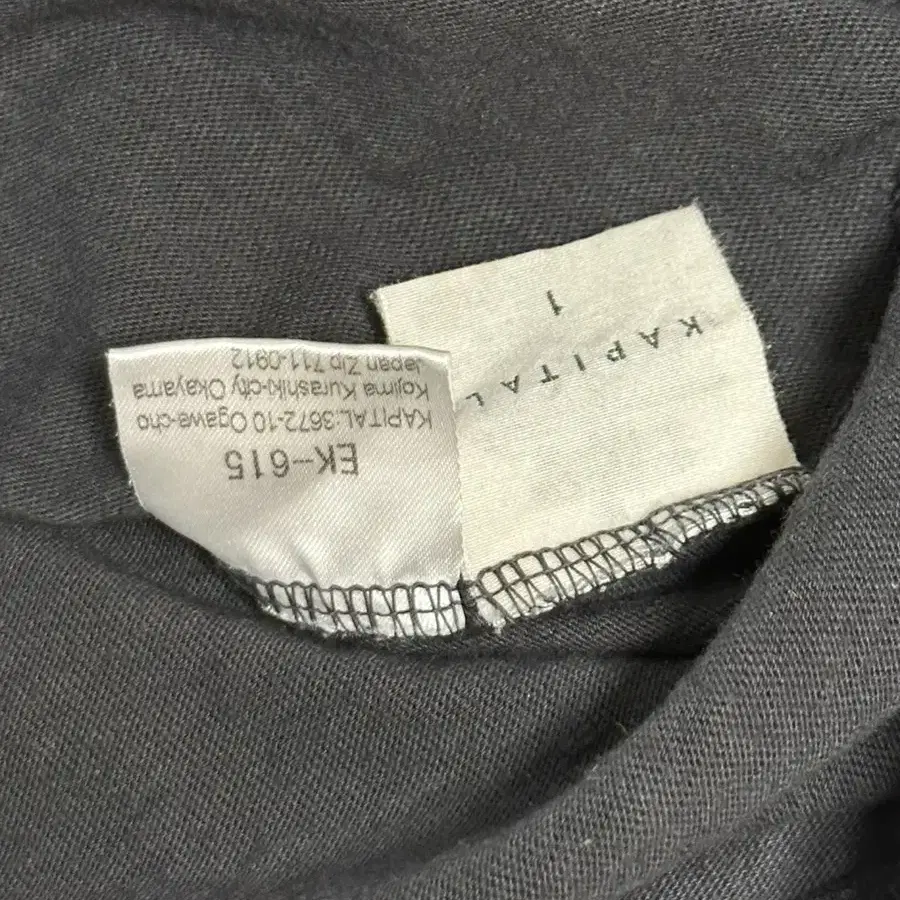 EK-615
KAPITAL:3672-10 Ogawa-cho
Kojima Kurashiki-city Okayama
Japan Zip 711-0912
KAPITAL
1